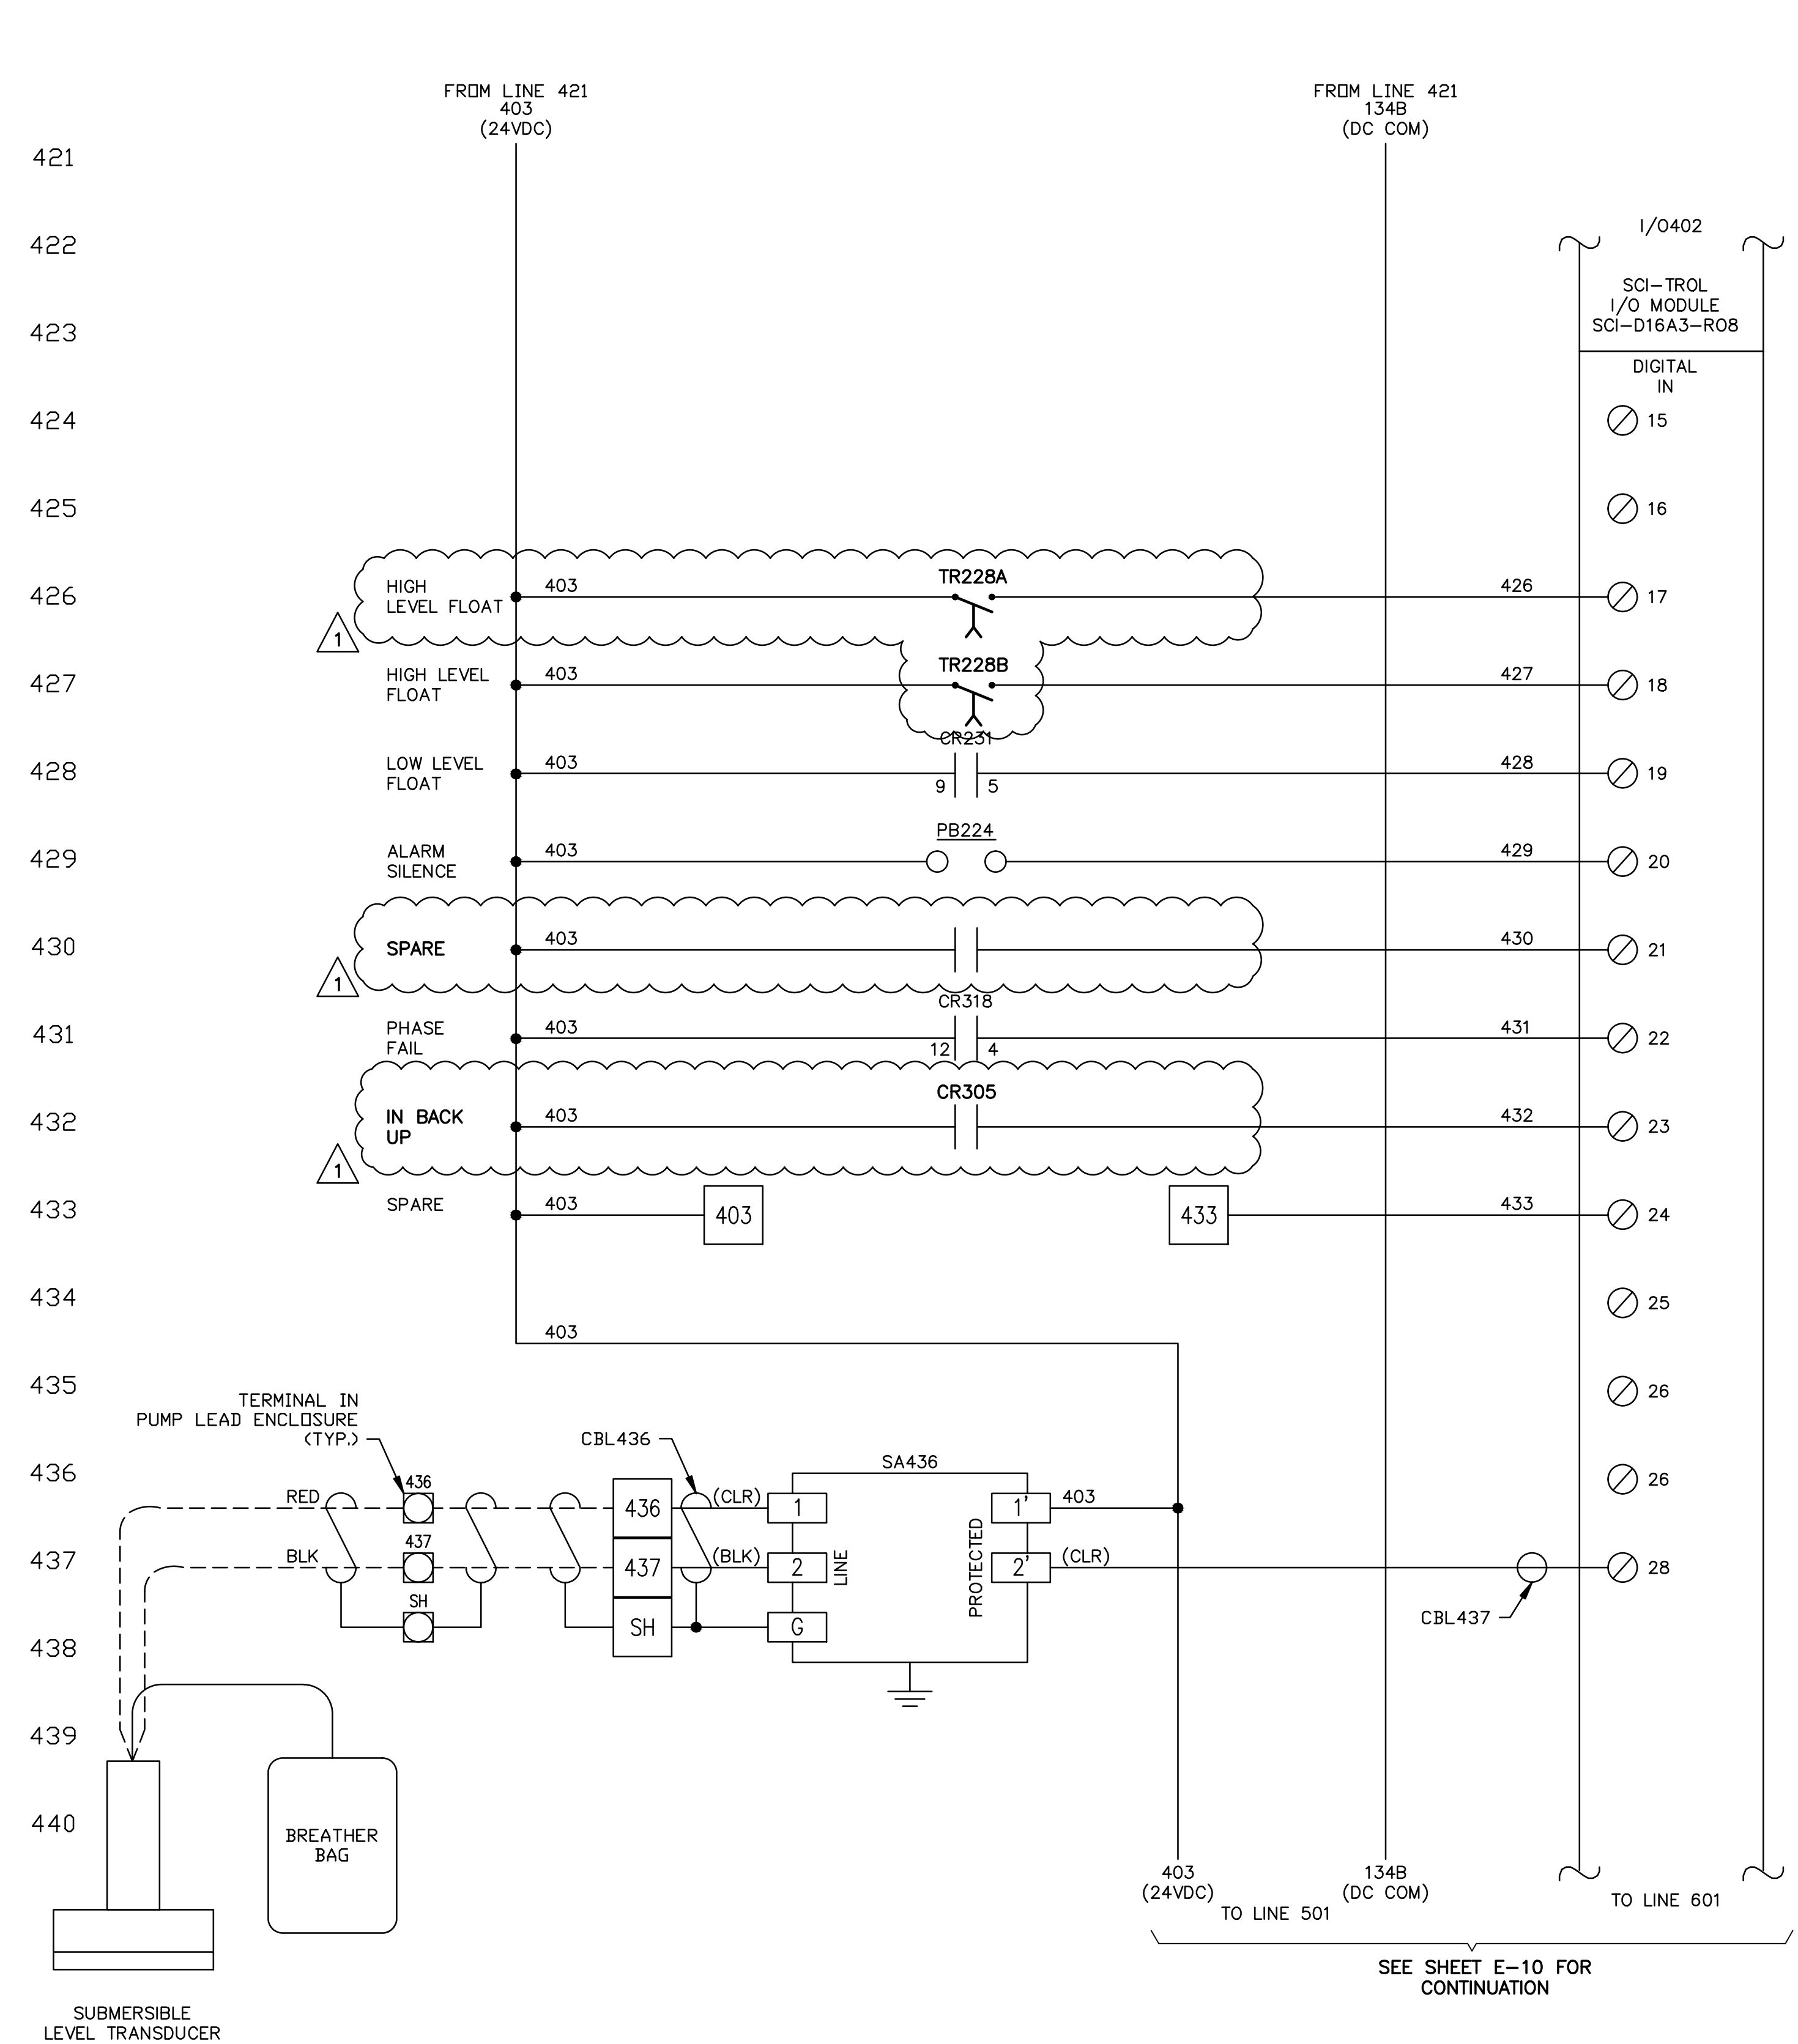 FROM LINE 421
403
(24VDC)
FROM LINE 421
134B
(DC COM)
421
422
I/O402
SCI-TROL
I/O MODULE
SCI-D16A3-RO8
423
DIGITAL
IN
424
15
425
16
426
HIGH
LEVEL FLOAT
403
TR228A
426
17
1
427
HIGH LEVEL
FLOAT
403
TR228B
427
18
428
LOW LEVEL
FLOAT
403
CR231
9
5
428
19
429
ALARM
SILENCE
403
PB224
429
20
430
SPARE
403
430
21
1
431
PHASE
FAIL
403
CR318
12
4
431
22
432
IN BACK
UP
403
CR305
432
23
1
433
SPARE
403
403
433
433
24
434
25
403
435
26
TERMINAL IN
PUMP LEAD ENCLOSURE
(TYP.)
CBL436
436
SA436
26
RED
436
436
(CLR)
1
1'
403
437
BLK
437
437
(BLK)
2
LINE
PROTECTED
2'
(CLR)
28
CBL437
SH
SH
G
438
439
440
BREATHER
BAG
403
(24VDC)
134B
(DC COM)
TO LINE 501
TO LINE 601
SEE SHEET E-10 FOR
CONTINUATION
SUBMERSIBLE
LEVEL TRANSDUCER